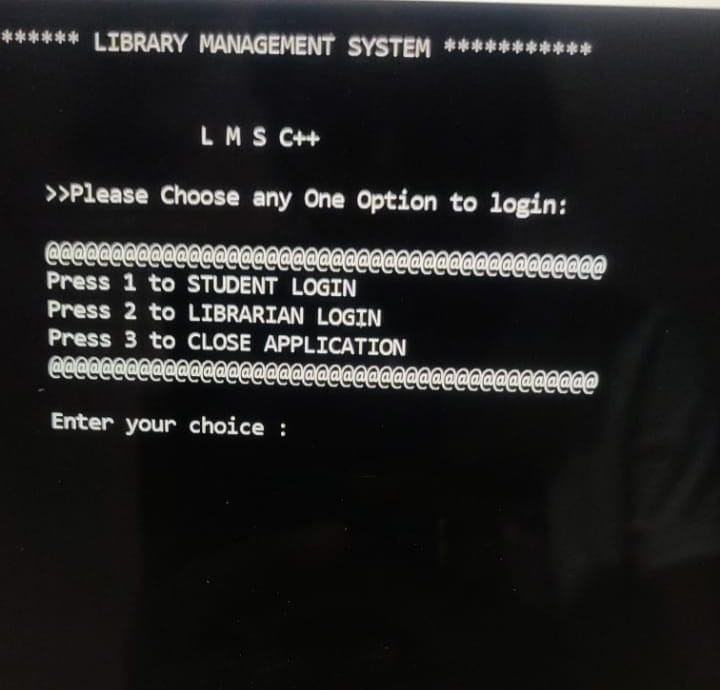 ****** LIBRARY MANAGEMENT SYSTEM ***********
L M S C++
>>Please Choose any One Option to login:
@@@@@@@@@@@@@@@@@@@@@@@@@@@@@@@@@@@@@@@@@@@@
Press 1 to STUDENT LOGIN
Press 2 to LIBRARIAN LOGIN
Press 3 to CLOSE APPLICATION
@@@@@@@@@@@@@@@@@@@@@@@@@@@@@@@@@@@@@@@@@@@
Enter your choice :